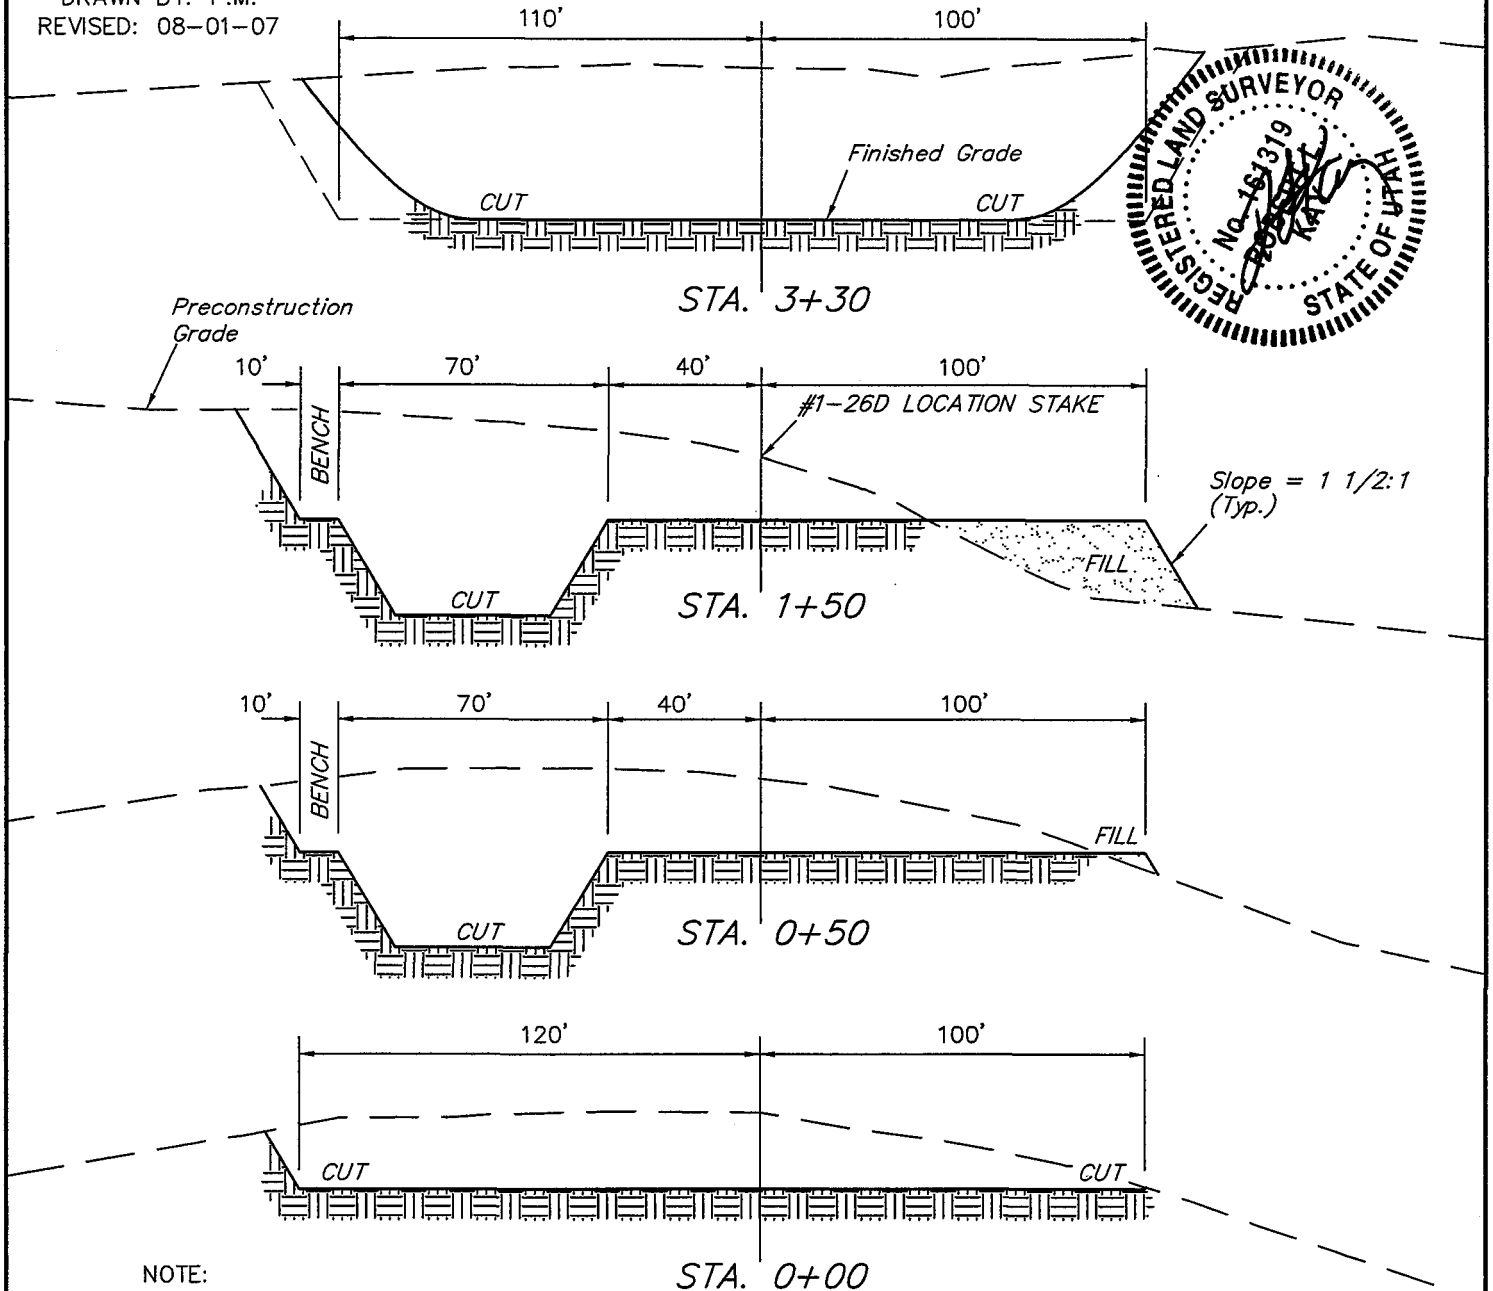 REVISED: 08-01-07
110'
100'
Finished Grade
CUT
CUT
REGISTERED LAND SURVEYOR
No. 161319
STATE OF UTAH
STA. 3+30
Preconstruction
Grade
10'
70'
40'
100'
BENCH
#1-26D LOCATION STAKE
Slope = 1 1/2:1
(Typ.)
FILL
CUT
STA. 1+50
10'
70'
40'
100'
BENCH
FILL
CUT
STA. 0+50
120'
100'
CUT
CUT
NOTE:
STA. 0+00